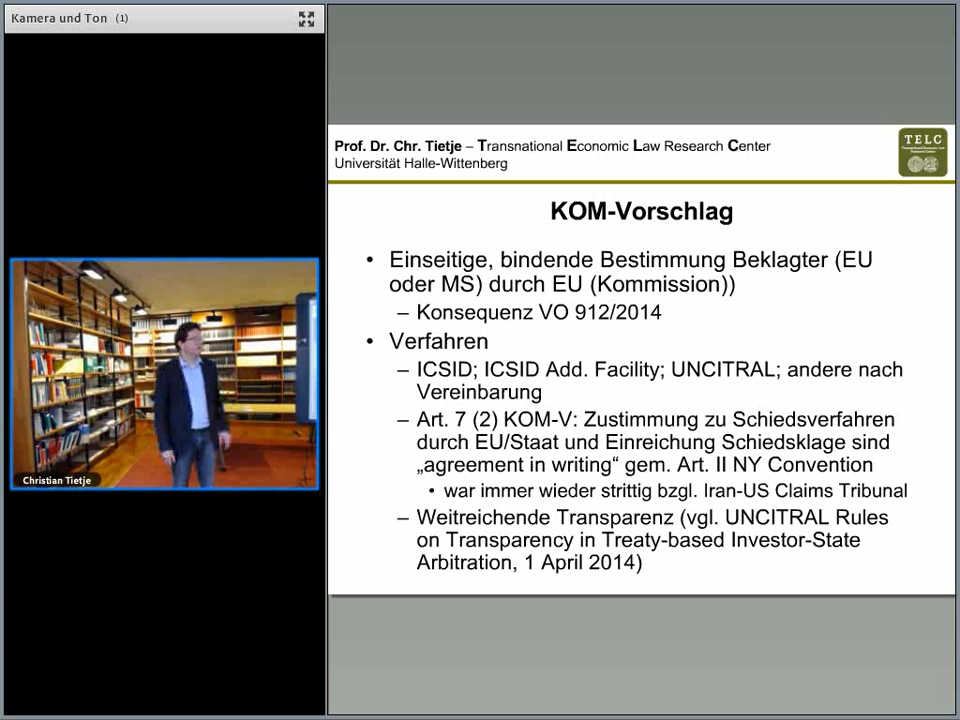 Kamera und Ton (1)
Prof. Dr. Chr. Tietje – Transnational Economic Law Research Center
Universität Halle-Wittenberg
TELC
KOM-Vorschlag
• Einseitige, bindende Bestimmung Beklagter (EU
oder MS) durch EU (Kommission))
– Konsequenz VO 912/2014
• Verfahren
– ICSID; ICSID Add. Facility; UNCITRAL; andere nach
Vereinbarung
– Art. 7 (2) KOM-V: Zustimmung zu Schiedsverfahren
durch EU/Staat und Einreichung Schiedsklage sind
„agreement in writing“ gem. Art. II NY Convention
• war immer wieder strittig bzgl. Iran-US Claims Tribunal
– Weitreichende Transparenz (vgl. UNCITRAL Rules
on Transparency in Treaty-based Investor-State
Arbitration, 1 April 2014)
Christian Tietje